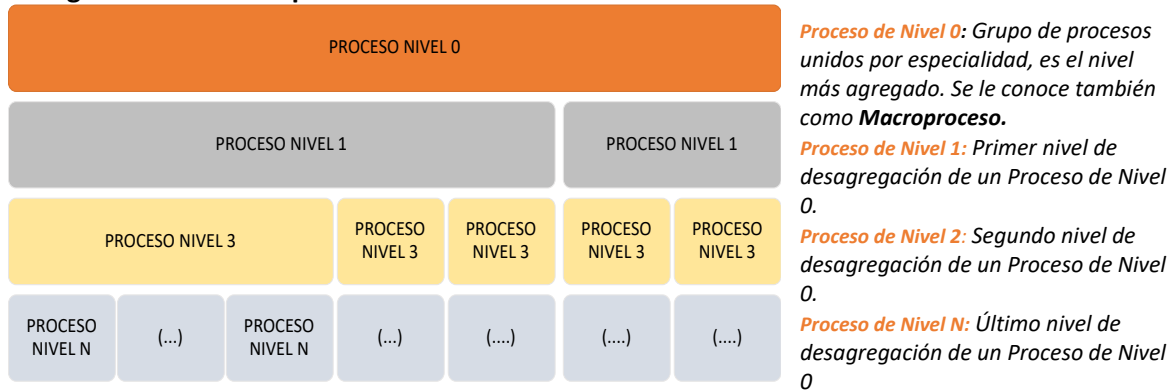 PROCESO NIVEL 0
PROCESO NIVEL 1
PROCESO NIVEL 1
PROCESO NIVEL 3
PROCESO
NIVEL 3
PROCESO
NIVEL 3
PROCESO
NIVEL 3
PROCESO
NIVEL 3
PROCESO
NIVEL N
(...)
PROCESO
NIVEL N
(...)
(....)
(....)
(....)
Proceso de Nivel 0: Grupo de procesos
unidos por especialidad, es el nivel
más agregado. Se le conoce también
como Macroproceso.
Proceso de Nivel 1: Primer nivel de
desagregación de un Proceso de Nivel
0.
Proceso de Nivel 2: Segundo nivel de
desagregación de un Proceso de Nivel
0.
Proceso de Nivel N: Último nivel de
desagregación de un Proceso de Nivel
0